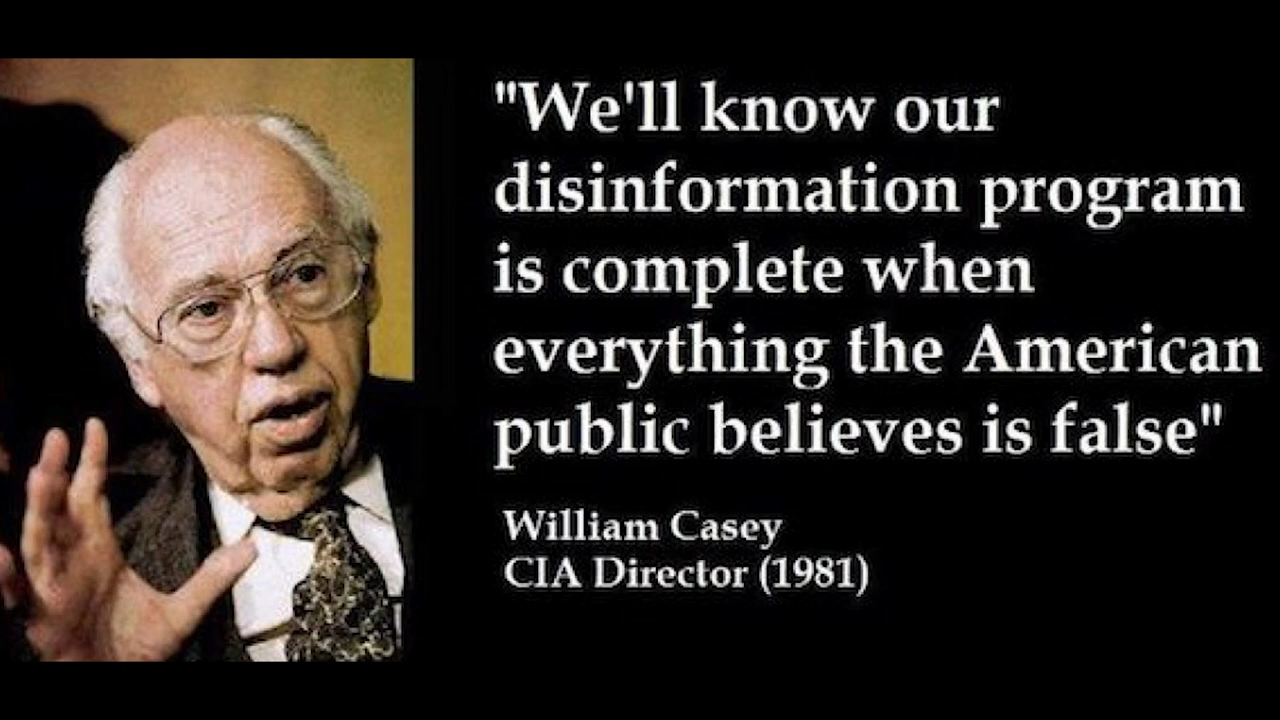 "We'll know our
disinformation program
is complete when
everything the American
public believes is false"
William Casey
CIA Director (1981)